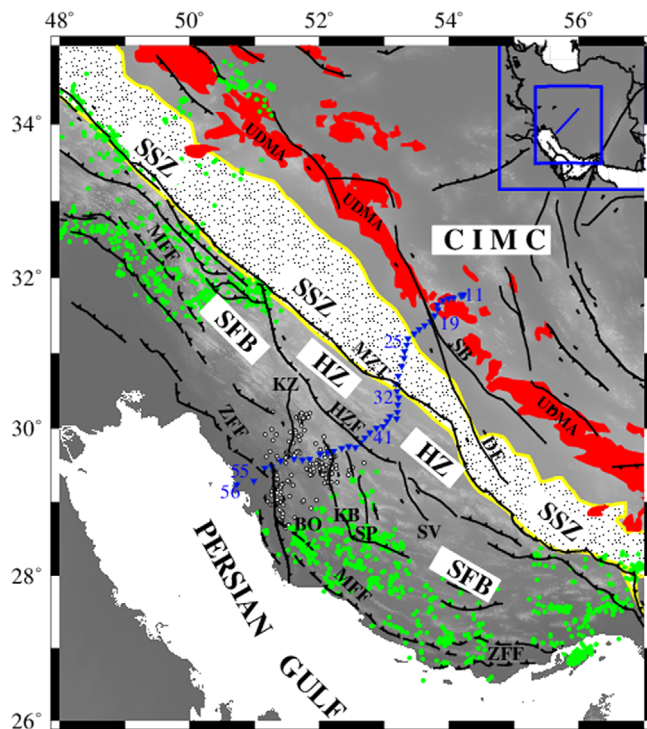 48° 50° 52° 54° 56°
34°
32°
30°
28°
26°
UDMA
SSZ
UDMA
CIMC
MFF
SSZ
11
19
SFB
25
MZT
SB
HZ
KZ
32
UDMA
ZFF
HZF
41
HZ
DF
55
56
KB
BO
SP
SV
SSZ
MFF
SFB
ZFF
PERSIAN GULF